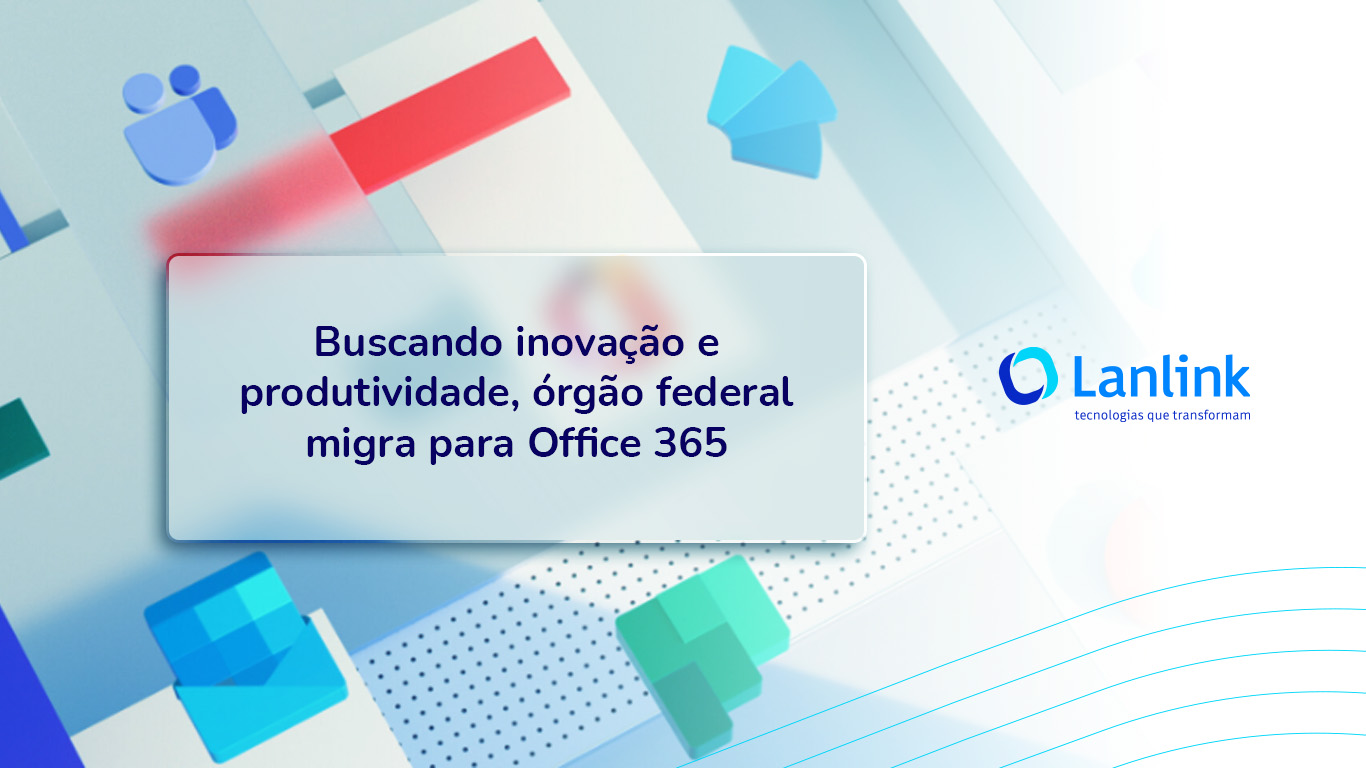 Buscando inovação e
produtividade, órgão federal
migra para Office 365
Lanlink
tecnologias que transformam